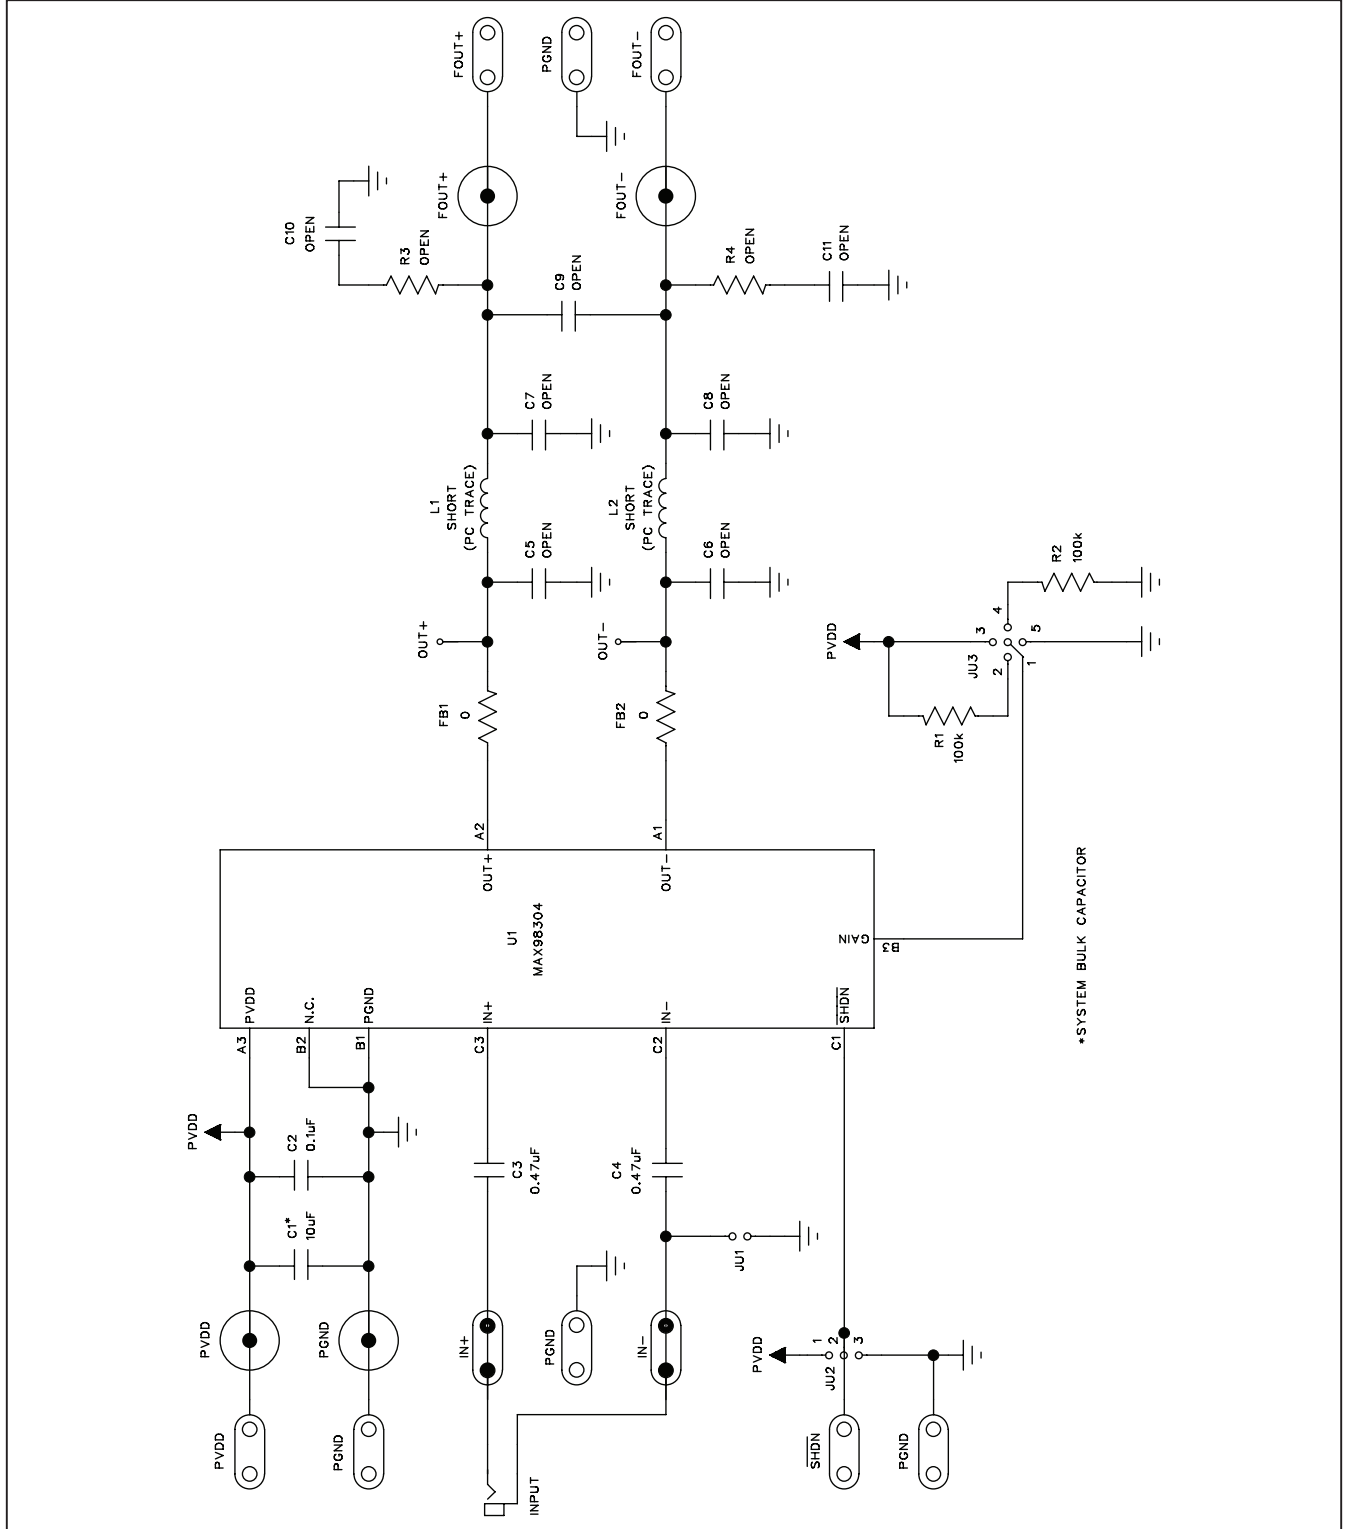 FOUT+
PGND
FOUT-
C10
OPEN
FOUT+
FOUT-
R3
OPEN
C9
OPEN
R4
OPEN
C11
OPEN
C7
OPEN
C8
OPEN
L1
SHORT
(PC TRACE)
L2
SHORT
(PC TRACE)
C5
OPEN
C6
OPEN
OUT+
OUT-
FB1
0
FB2
0
PVDD
JU3
3
4
2
5
1
R2
100k
R1
100k
A2
A1
OUT+
OUT-
U1
MAX98304
GAIN
B3
PVDD
N.C.
PGND
IN+
IN-
SHDN
A3
B2
B1
C3
C2
C1
*SYSTEM BULK CAPACITOR
PVDD
C2
0.1uF
C1*
10uF
C3
0.47uF
C4
0.47uF
JU1
PVDD
PGND
IN+
PGND
IN-
PVDD
JU2
1
2
3
PVDD
PGND
INPUT
SHDN
PGND